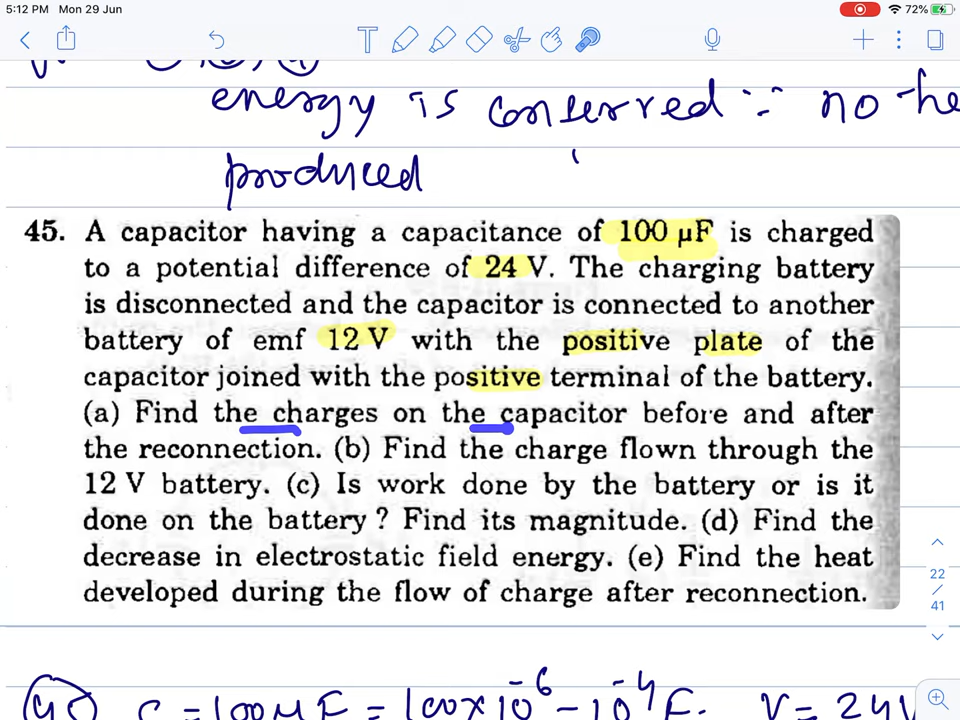 5:12 PM Mon 29 Jun
72%
energy is conserved ∵ no he
produced
45. A capacitor having a capacitance of 100 μF is charged
to a potential difference of 24 V. The charging battery
is disconnected and the capacitor is connected to another
battery of emf 12 V with the positive plate of the
capacitor joined with the positive terminal of the battery.
(a) Find the charges on the capacitor before and after
the reconnection. (b) Find the charge flown through the
12 V battery. (c) Is work done by the battery or is it
done on the battery ? Find its magnitude. (d) Find the
decrease in electrostatic field energy. (e) Find the heat
developed during the flow of charge after reconnection.
22
/
41
C = 100 μF = 100×10⁻⁶ = 10⁻⁴ F. V = 24V